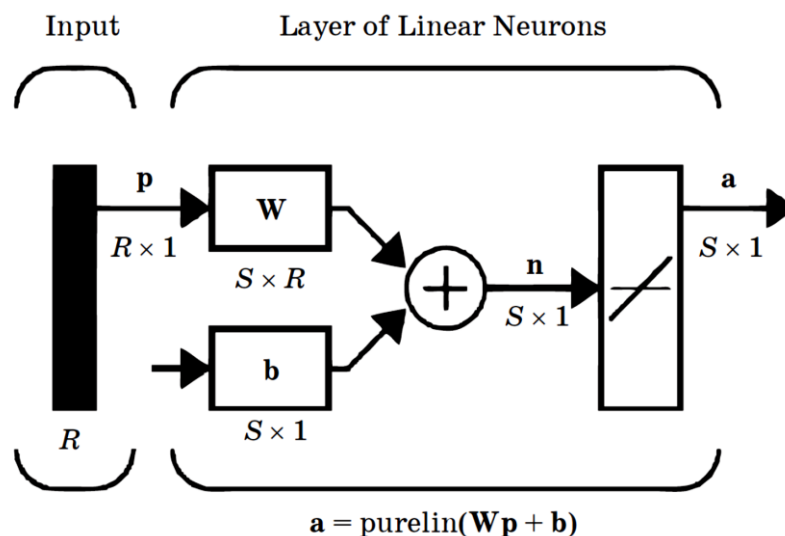 Input
Layer of Linear Neurons
p
R × 1
W
S × R
b
S × 1
n
S × 1
a
S × 1
R
a = purelin(Wp + b)